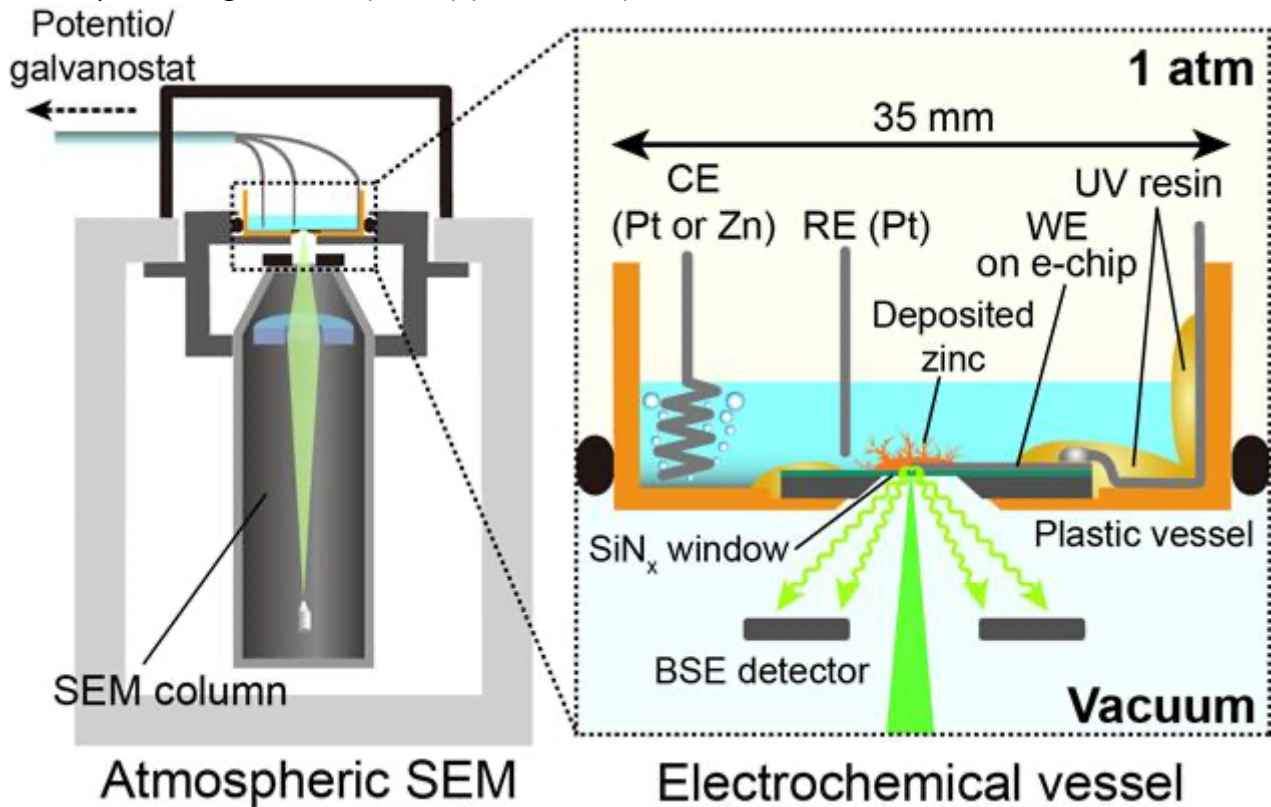 Potentio/
galvanostat
SEM column
Atmospheric SEM
1 atm
35 mm
CE
(Pt or Zn)
RE (Pt)
WE
on e-chip
UV resin
Deposited
zinc
SiNₓ window
Plastic vessel
BSE detector
Vacuum
Electrochemical vessel